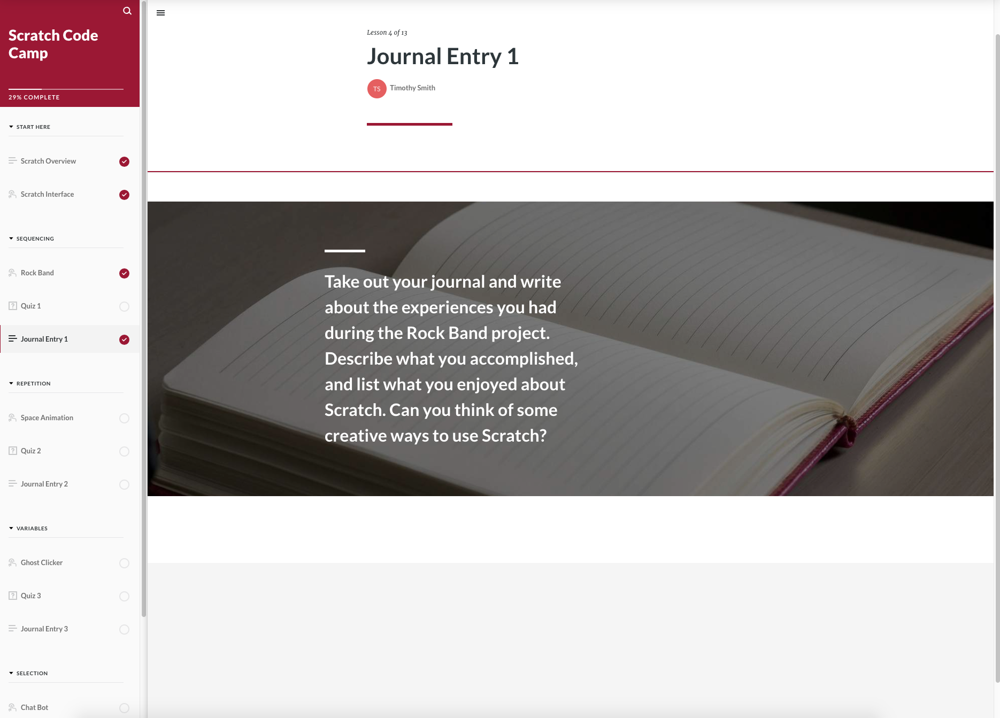 Scratch Code
Camp
29% COMPLETE
START HERE
Scratch Overview
Scratch Interface
SEQUENCING
Rock Band
Quiz 1
Journal Entry 1
REPETITION
Space Animation
Quiz 2
Journal Entry 2
VARIABLES
Ghost Clicker
Quiz 3
Journal Entry 3
SELECTION
Chat Bot
Lesson 4 of 13
Journal Entry 1
TS
Timothy Smith
Take out your journal and write
about the experiences you had
during the Rock Band project.
Describe what you accomplished,
and list what you enjoyed about
Scratch. Can you think of some
creative ways to use Scratch?